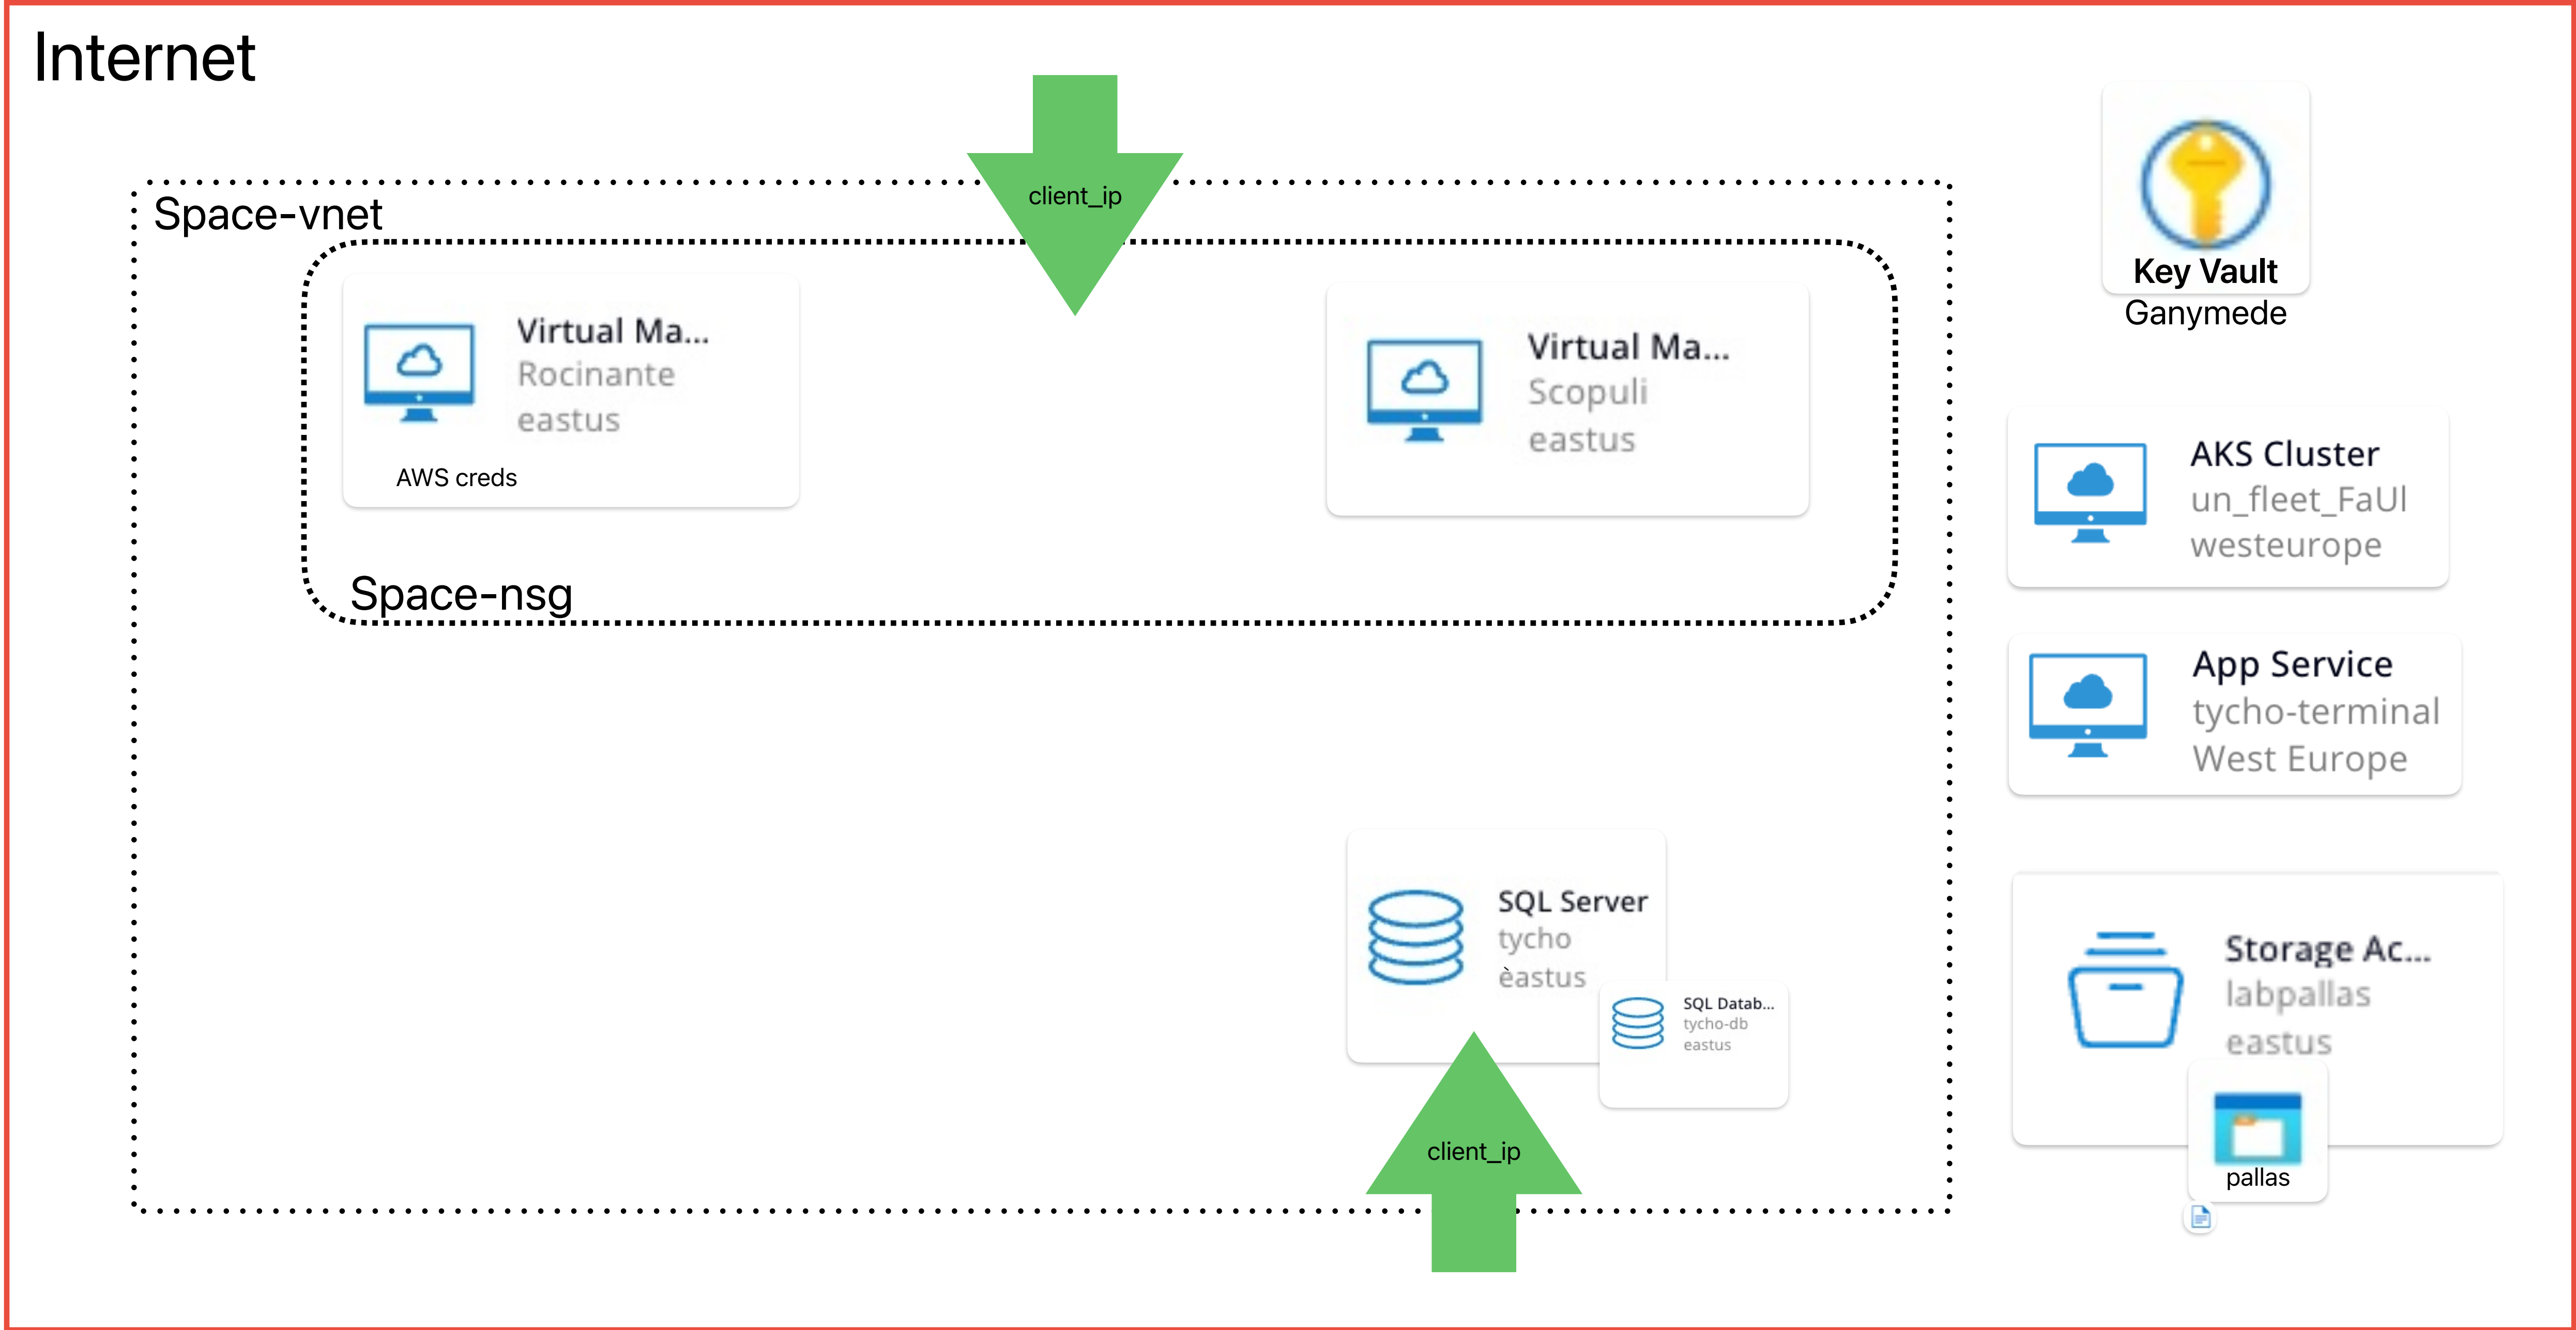 Internet
client_ip
Space-vnet
Virtual Ma...
Rocinante
eastus
AWS creds
Virtual Ma...
Scopuli
eastus
Space-nsg
Key Vault
Ganymede
AKS Cluster
un_fleet_FaUl
westeurope
App Service
tycho-terminal
West Europe
SQL Server
tycho
èastus
SQL Datab...
tycho-db
eastus
client_ip
Storage Ac...
labpallas
eastus
pallas